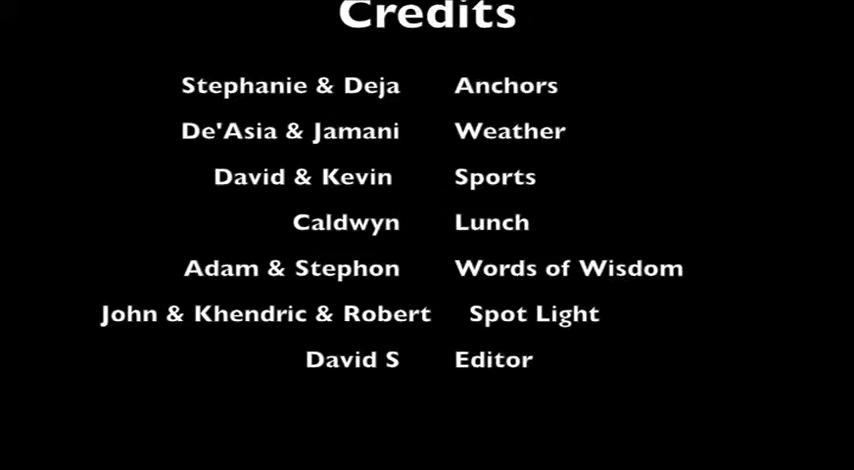 Credits
Stephanie & Deja Anchors
De'Asia & Jamani Weather
David & Kevin Sports
Caldwyn Lunch
Adam & Stephon Words of Wisdom
John & Khendric & Robert Spot Light
David S Editor